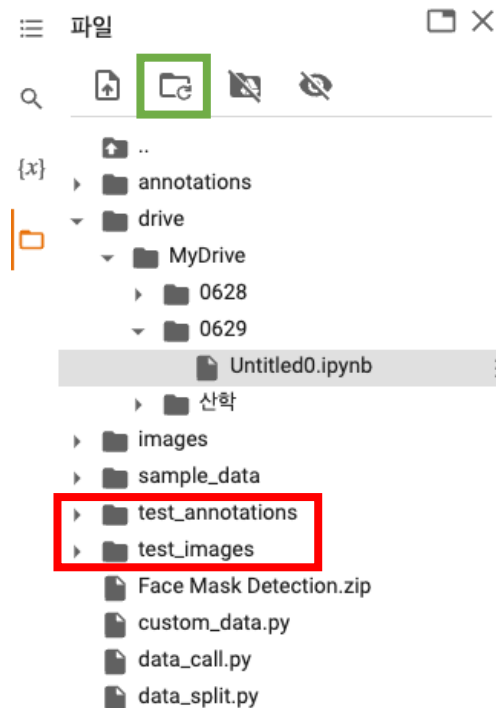 파일
{x}
..
annotations
drive
MyDrive
0628
0629
Untitled0.ipynb
산학
images
sample_data
test_annotations
test_images
Face Mask Detection.zip
custom_data.py
data_call.py
data_split.py